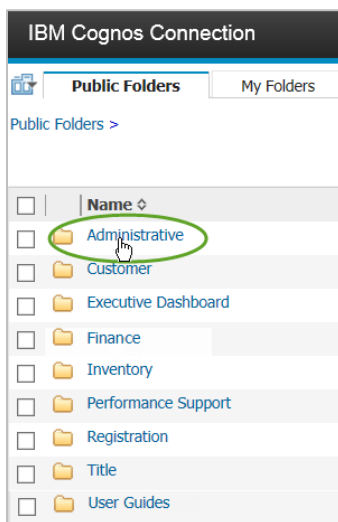 IBM Cognos Connection
Public Folders My Folders
Public Folders >
Name
Administrative
Customer
Executive Dashboard
Finance
Inventory
Performance Support
Registration
Title
User Guides